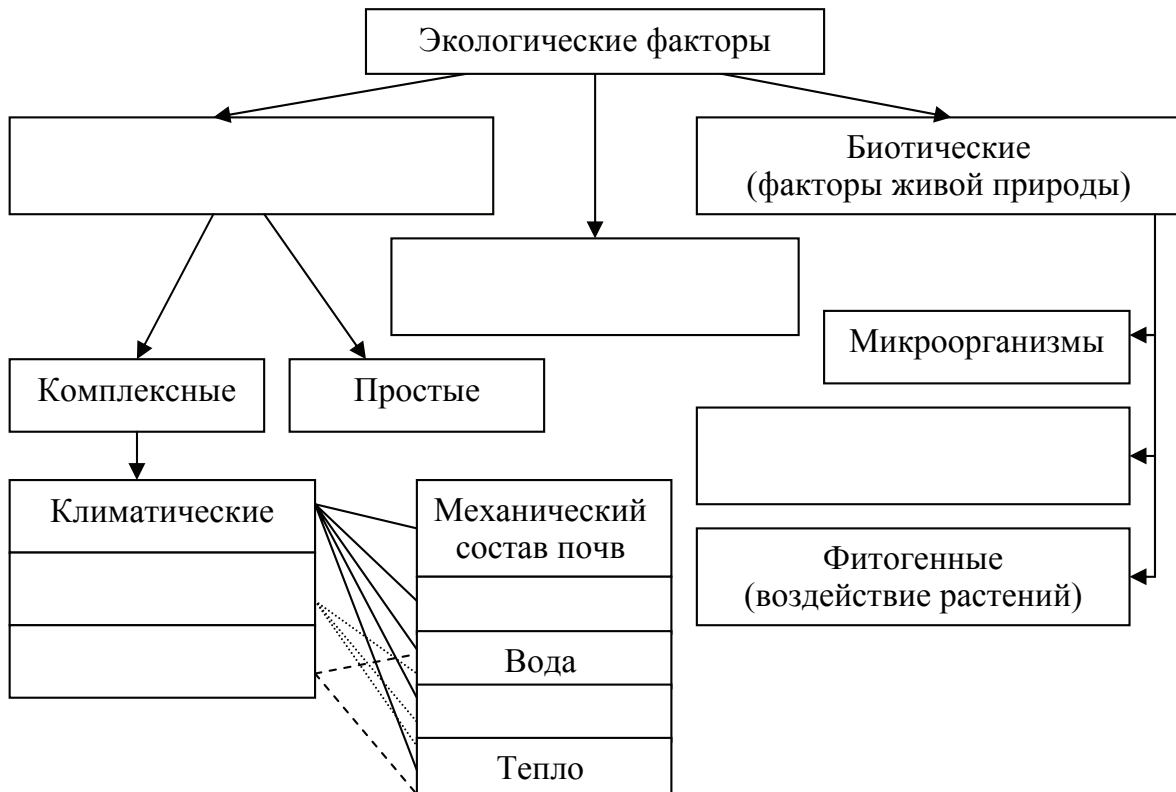 Экологические факторы
Биотические
(факторы живой природы)
Микроорганизмы
Комплексные
Простые
Климатические
Механический
состав почв
Фитогенные
(воздействие растений)
Вода
Тепло